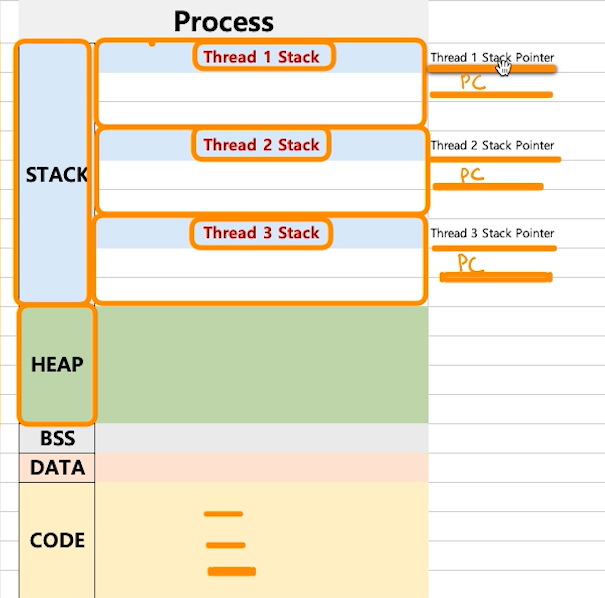 Process
Thread 1 Stack
Thread 1 Stack Pointer
PC
Thread 2 Stack
Thread 2 Stack Pointer
STACK
PC
Thread 3 Stack
Thread 3 Stack Pointer
PC
HEAP
BSS
DATA
CODE